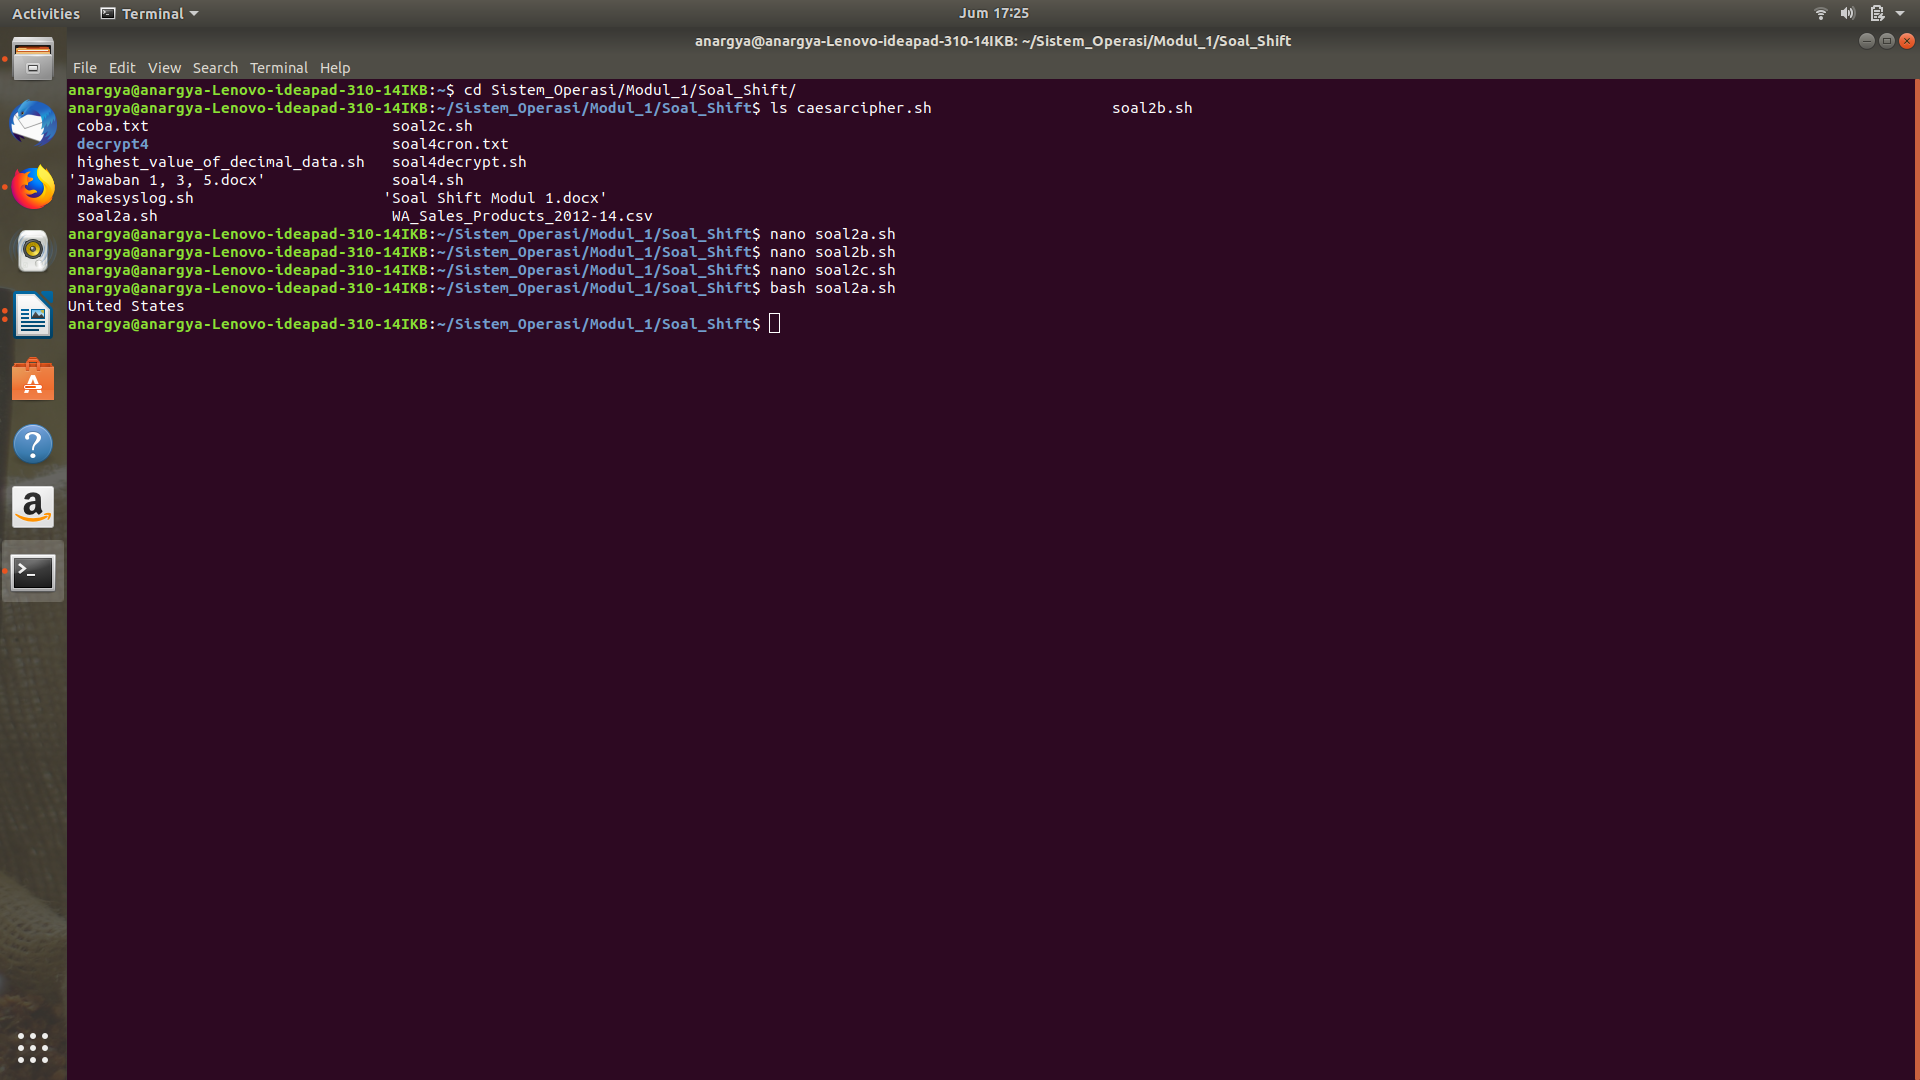 Activities Terminal Jum 17:25
anargya@anargya-Lenovo-ideapad-310-14IKB: ~/Sistem_Operasi/Modul_1/Soal_Shift
File Edit View Search Terminal Help
anargya@anargya-Lenovo-ideapad-310-14IKB:~$ cd Sistem_Operasi/Modul_1/Soal_Shift/
anargya@anargya-Lenovo-ideapad-310-14IKB:~/Sistem_Operasi/Modul_1/Soal_Shift$ ls caesarcipher.sh soal2b.sh
coba.txt soal2c.sh
decrypt4 soal4cron.txt
highest_value_of_decimal_data.sh soal4decrypt.sh
'Jawaban 1, 3, 5.docx' soal4.sh
makesyslog.sh 'Soal Shift Modul 1.docx'
soal2a.sh WA_Sales_Products_2012-14.csv
anargya@anargya-Lenovo-ideapad-310-14IKB:~/Sistem_Operasi/Modul_1/Soal_Shift$ nano soal2a.sh
anargya@anargya-Lenovo-ideapad-310-14IKB:~/Sistem_Operasi/Modul_1/Soal_Shift$ nano soal2b.sh
anargya@anargya-Lenovo-ideapad-310-14IKB:~/Sistem_Operasi/Modul_1/Soal_Shift$ nano soal2c.sh
anargya@anargya-Lenovo-ideapad-310-14IKB:~/Sistem_Operasi/Modul_1/Soal_Shift$ bash soal2a.sh
United States
anargya@anargya-Lenovo-ideapad-310-14IKB:~/Sistem_Operasi/Modul_1/Soal_Shift$